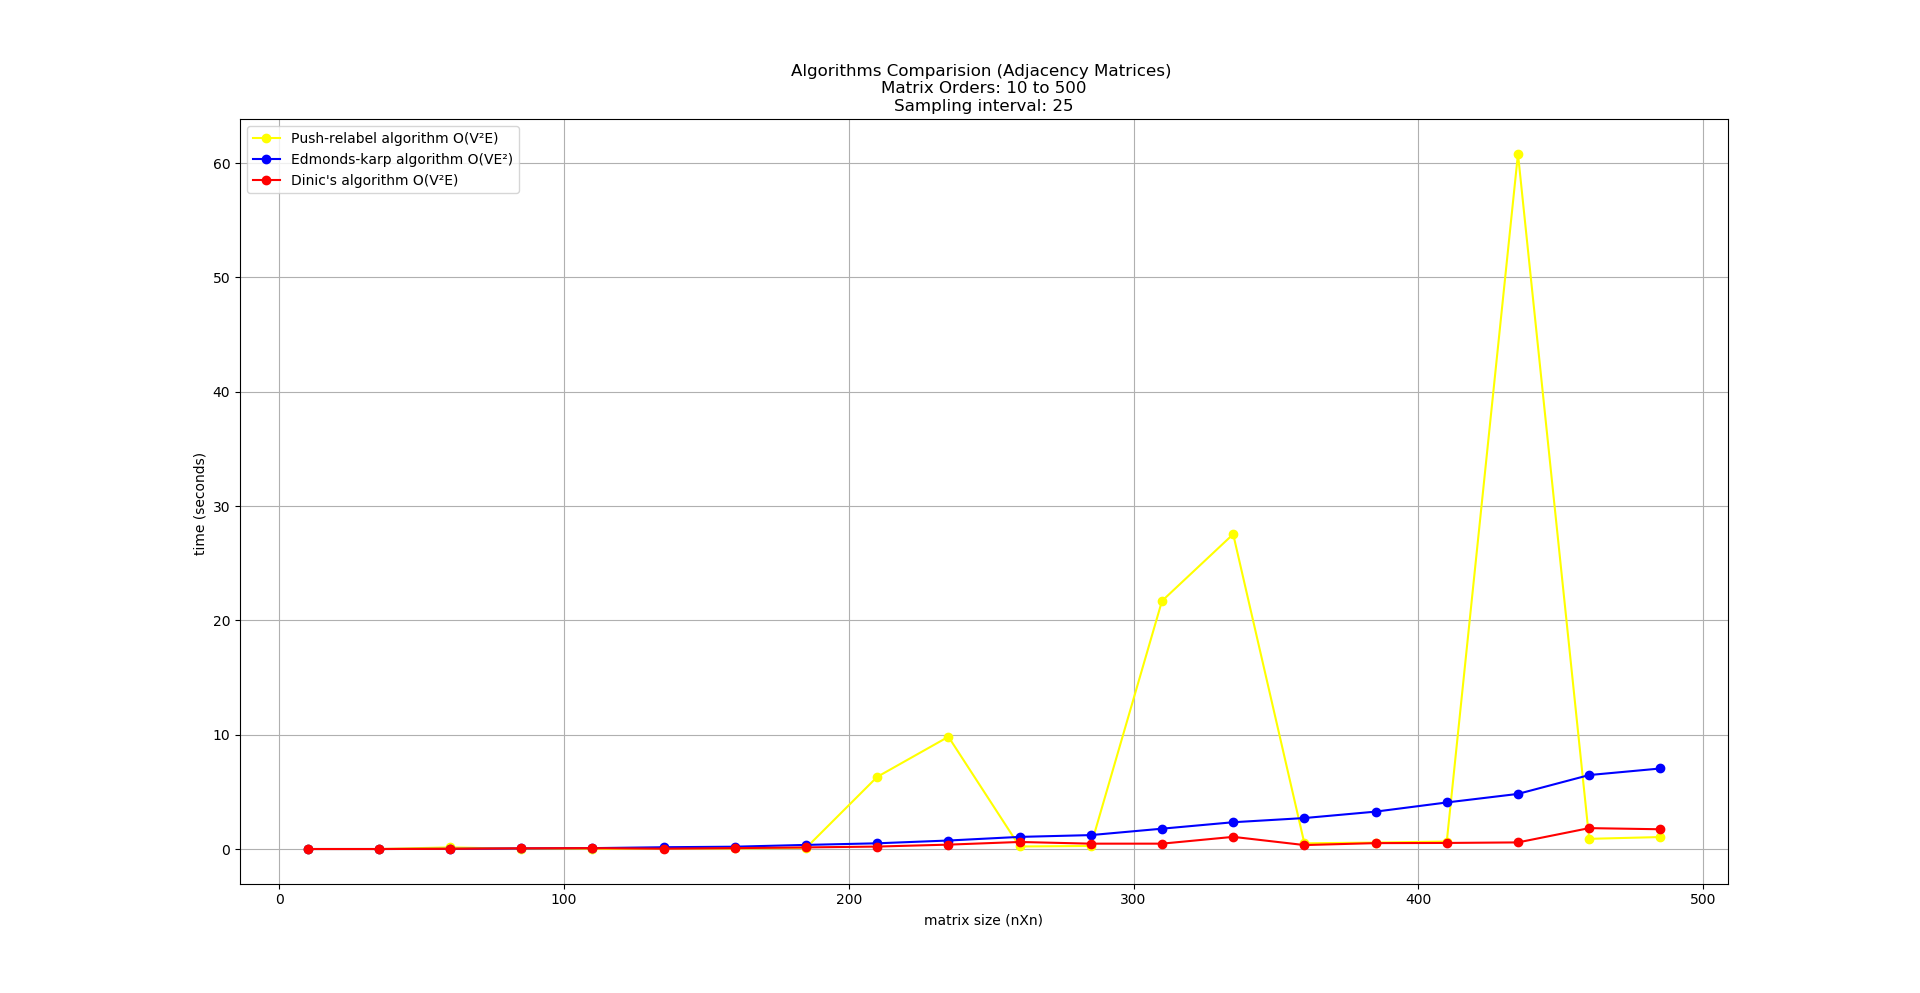 Algorithms Comparision (Adjacency Matrices)
Matrix Orders: 10 to 500
Sampling interval: 25
Push-relabel algorithm O(V²E)
Edmonds-karp algorithm O(VE²)
Dinic's algorithm O(V²E)
60
50
40
30
20
10
0
time (seconds)
0 100 200 300 400 500
matrix size (nXn)